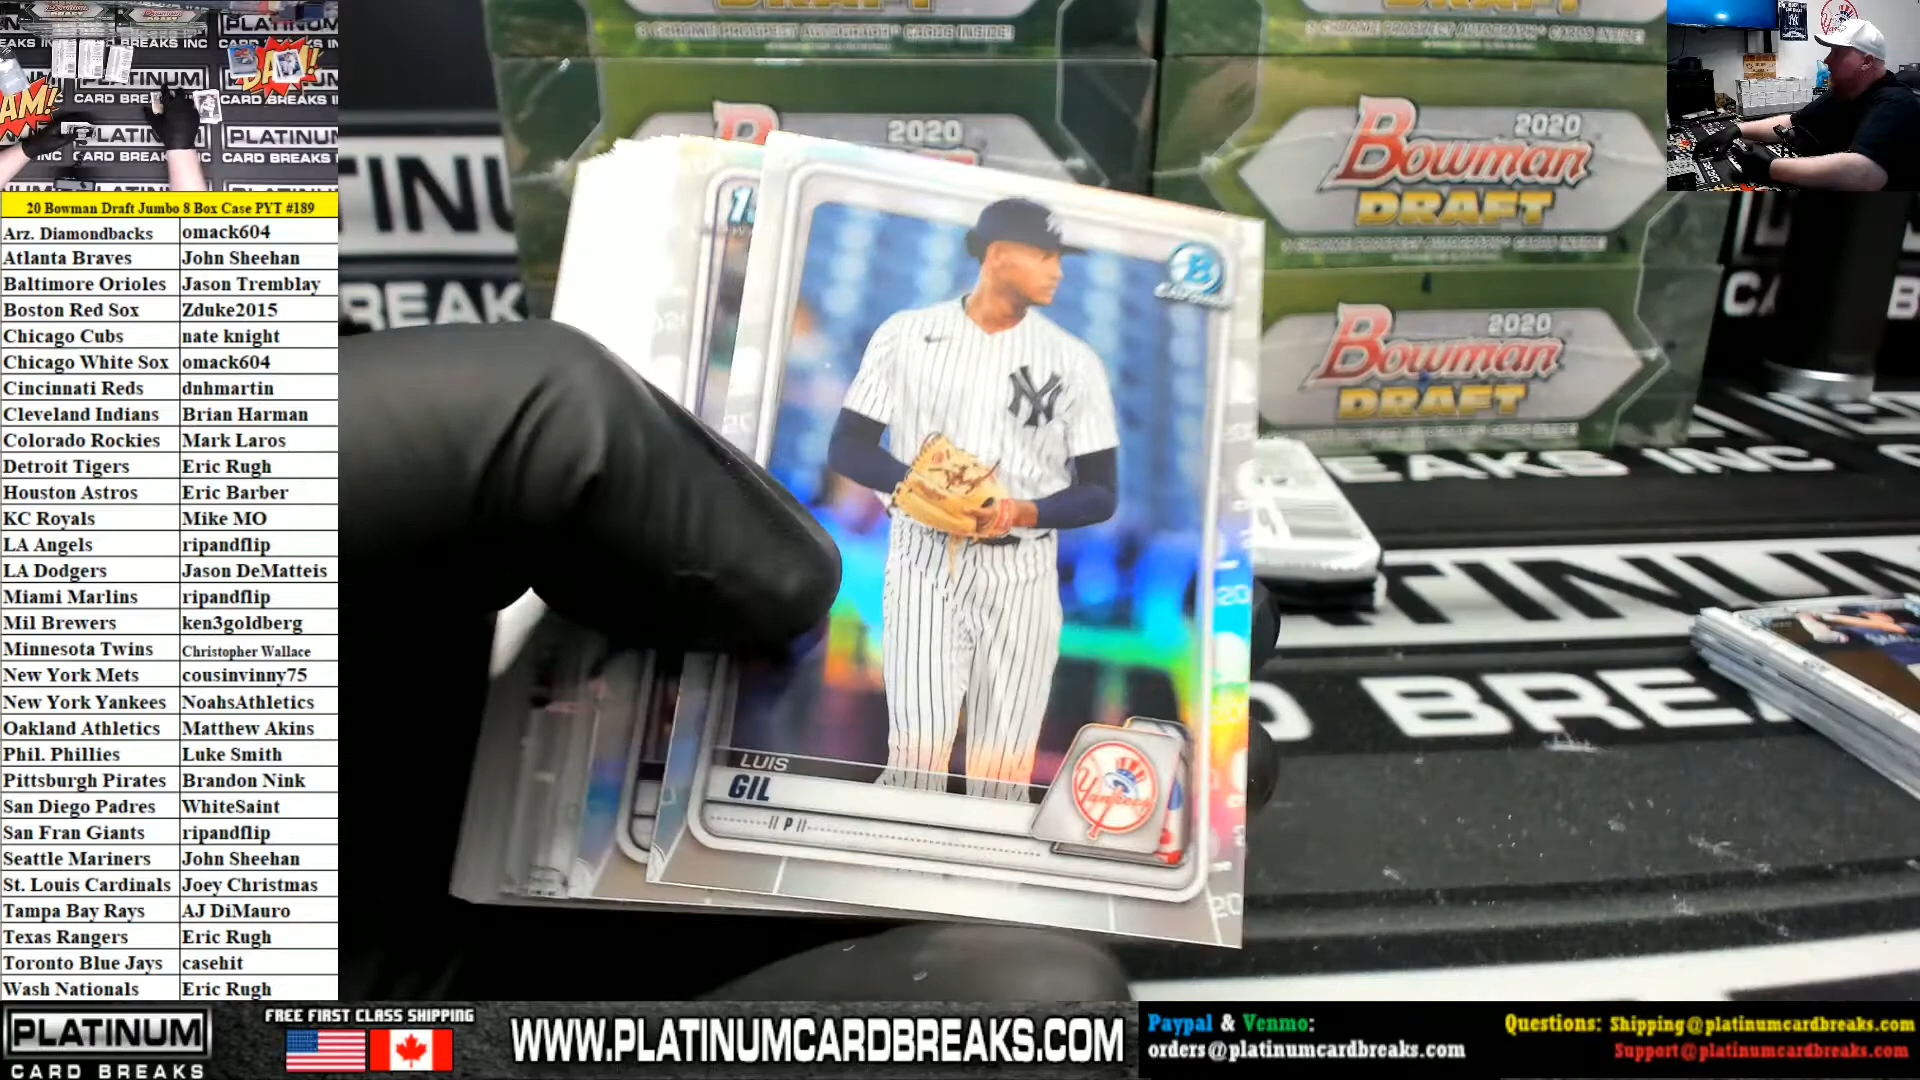 20 Bowman Draft Jumbo 8 Box Case PYT #189
Arz. Diamondbacks omack604
Atlanta Braves John Sheehan
Baltimore Orioles Jason Tremblay
Boston Red Sox Zduke2015
Chicago Cubs nate knight
Chicago White Sox omack604
Cincinnati Reds dnhmartin
Cleveland Indians Brian Harman
Colorado Rockies Mark Laros
Detroit Tigers Eric Rugh
Houston Astros Eric Barber
KC Royals Mike MO
LA Angels ripandflip
LA Dodgers Jason DeMatteis
Miami Marlins ripandflip
Mil Brewers ken3goldberg
Minnesota Twins Christopher Wallace
New York Mets cousinvinny75
New York Yankees NoahsAthletics
Oakland Athletics Matthew Akins
Phil. Phillies Luke Smith
Pittsburgh Pirates Brandon Nink
San Diego Padres WhiteSaint
San Fran Giants ripandflip
Seattle Mariners John Sheehan
St. Louis Cardinals Joey Christmas
Tampa Bay Rays AJ DiMauro
Texas Rangers Eric Rugh
Toronto Blue Jays casehit
Wash Nationals Eric Rugh
2020
2020
Bowman
DRAFT
2020
Bowman
DRAFT
NY
LUIS
GIL
P
Yankees
EAKS INC
BREAK
PLATINUM
CARD BREAKS
FREE FIRST CLASS SHIPPING
WWW.PLATINUMCARDBREAKS.COM
Paypal & Venmo:
orders@platinumcardbreaks.com
Questions: Shipping@platinumcardbreaks.com
Support@platinumcardbreaks.com